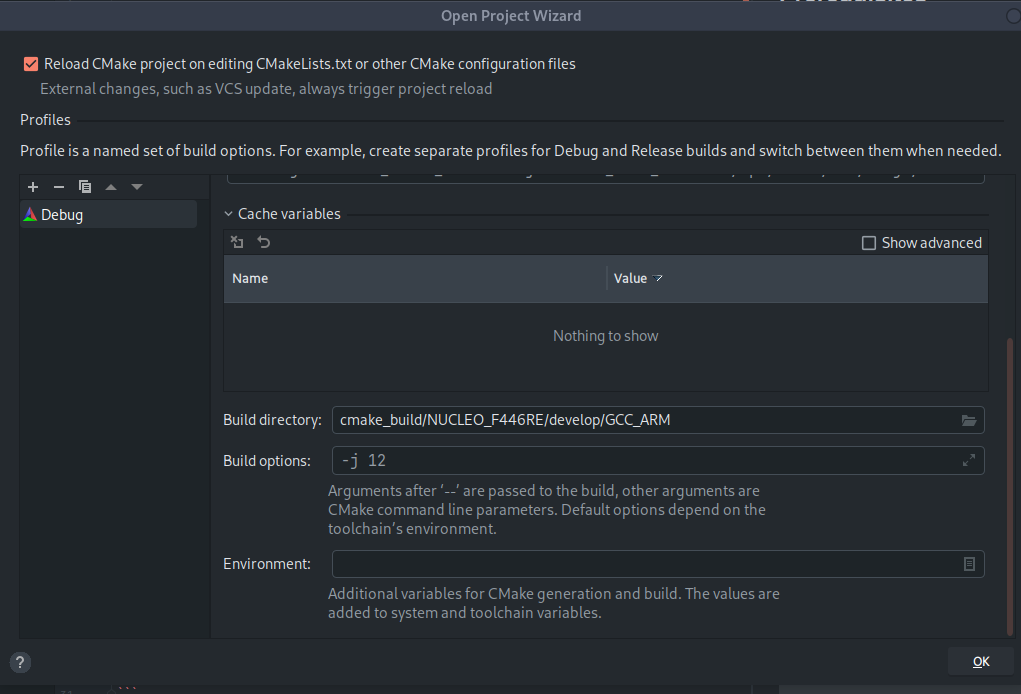 Open Project Wizard
Reload CMake project on editing CMakeLists.txt or other CMake configuration files
External changes, such as VCS update, always trigger project reload
Profiles
Profile is a named set of build options. For example, create separate profiles for Debug and Release builds and switch between them when needed.
Debug
Cache variables
Show advanced
Name Value
Nothing to show
Build directory: cmake_build/NUCLEO_F446RE/develop/GCC_ARM
Build options: -j 12
Arguments after ‘--’ are passed to the build, other arguments are
CMake command line parameters. Default options depend on the
toolchain’s environment.
Environment:
Additional variables for CMake generation and build. The values are
added to system and toolchain variables.
? OK
```